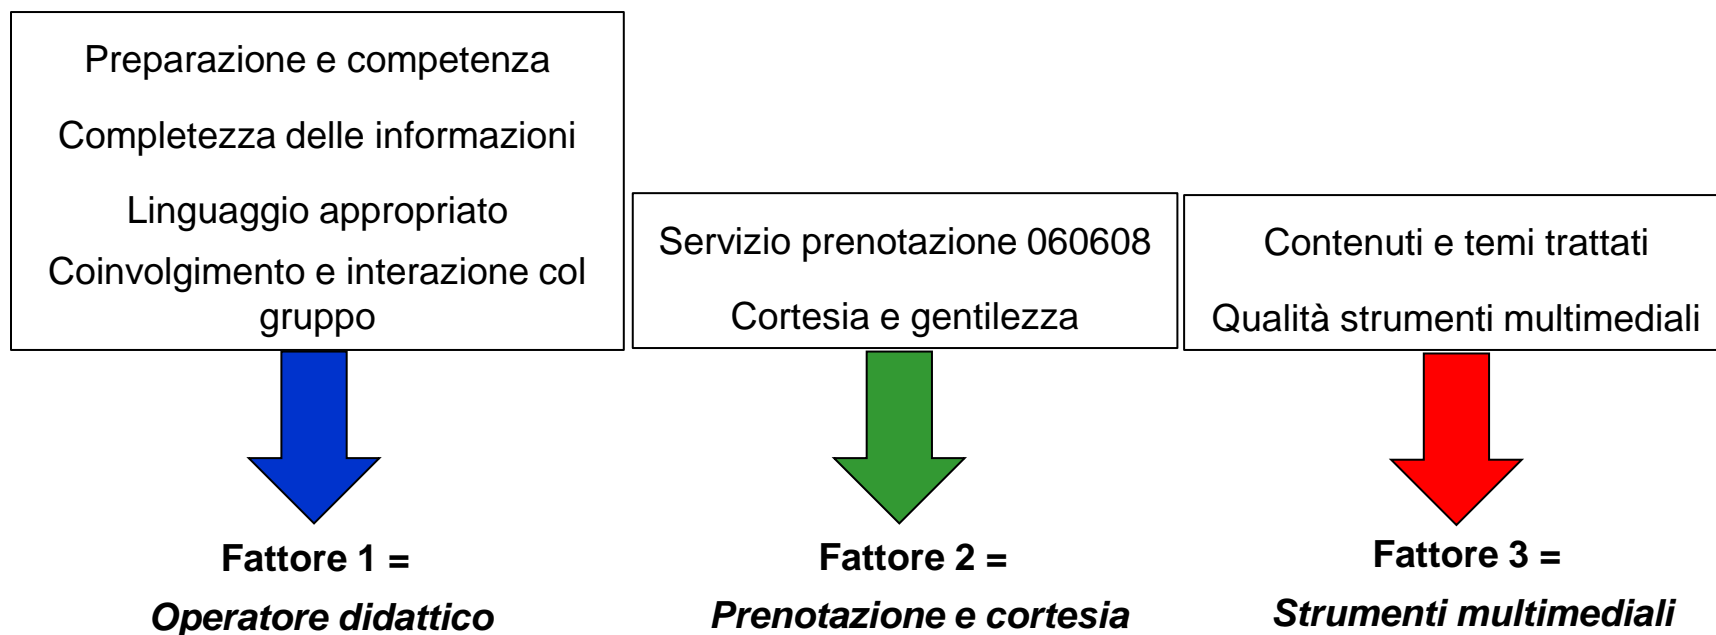 Preparazione e competenza
Completezza delle informazioni
Linguaggio appropriato
Coinvolgimento e interazione col
gruppo
Servizio prenotazione 060608
Cortesia e gentilezza
Contenuti e temi trattati
Qualità strumenti multimediali
Fattore 1 =
Operatore didattico
Fattore 2 =
Prenotazione e cortesia
Fattore 3 =
Strumenti multimediali